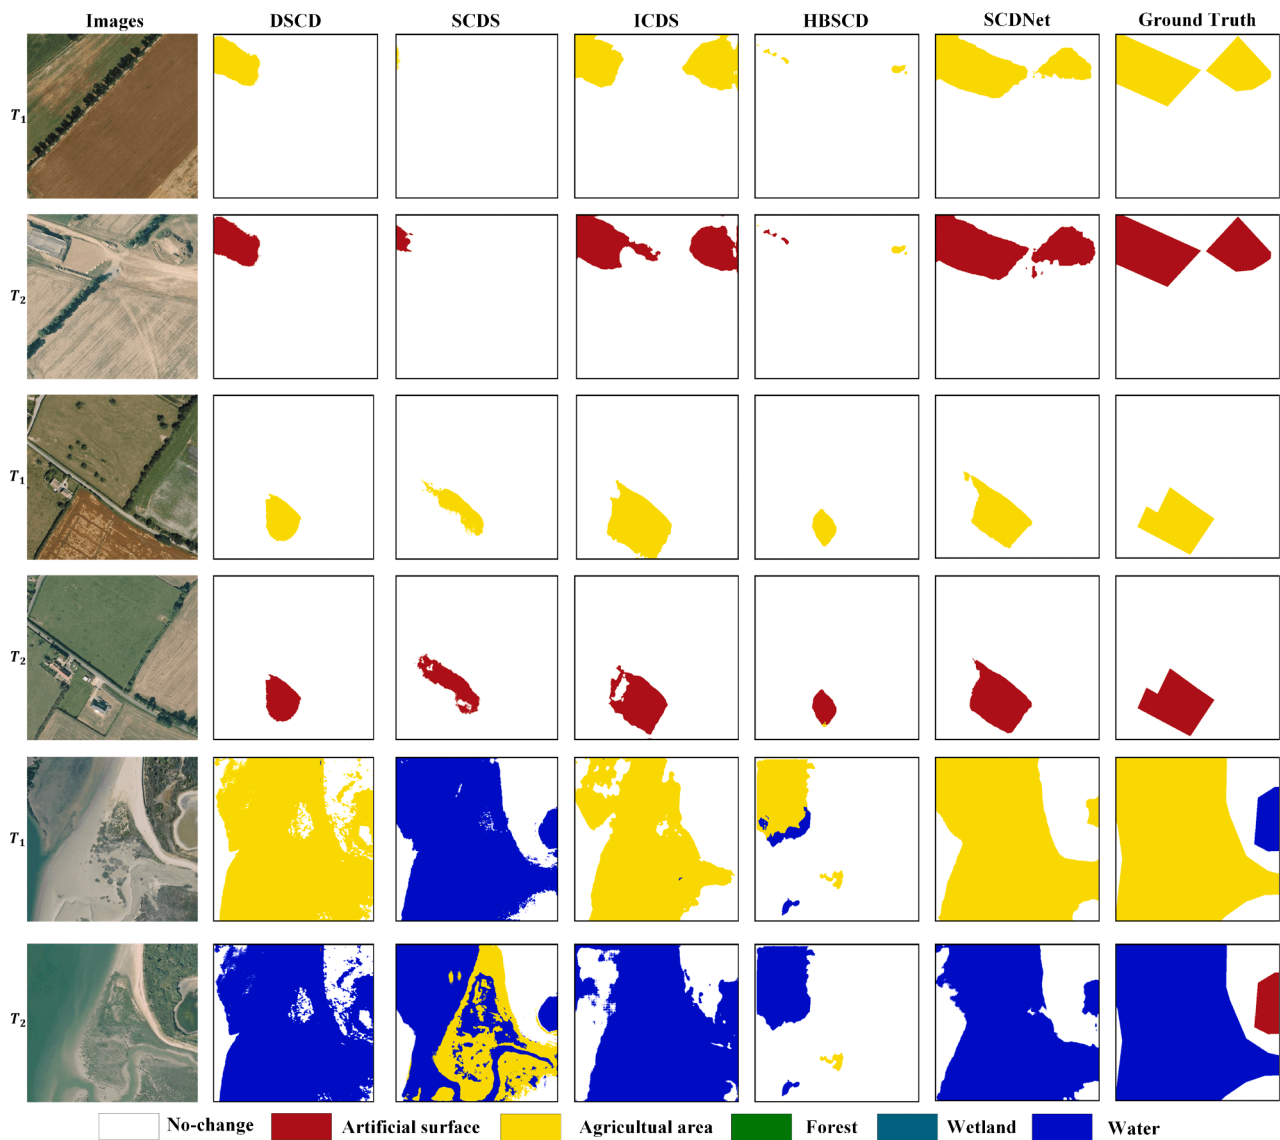 Images DSCD SCDS ICDS HBSCD SCDNet Ground Truth
T1
T2
T1
T2
T1
T2
No-change Artificial surface Agricultual area Forest Wetland Water